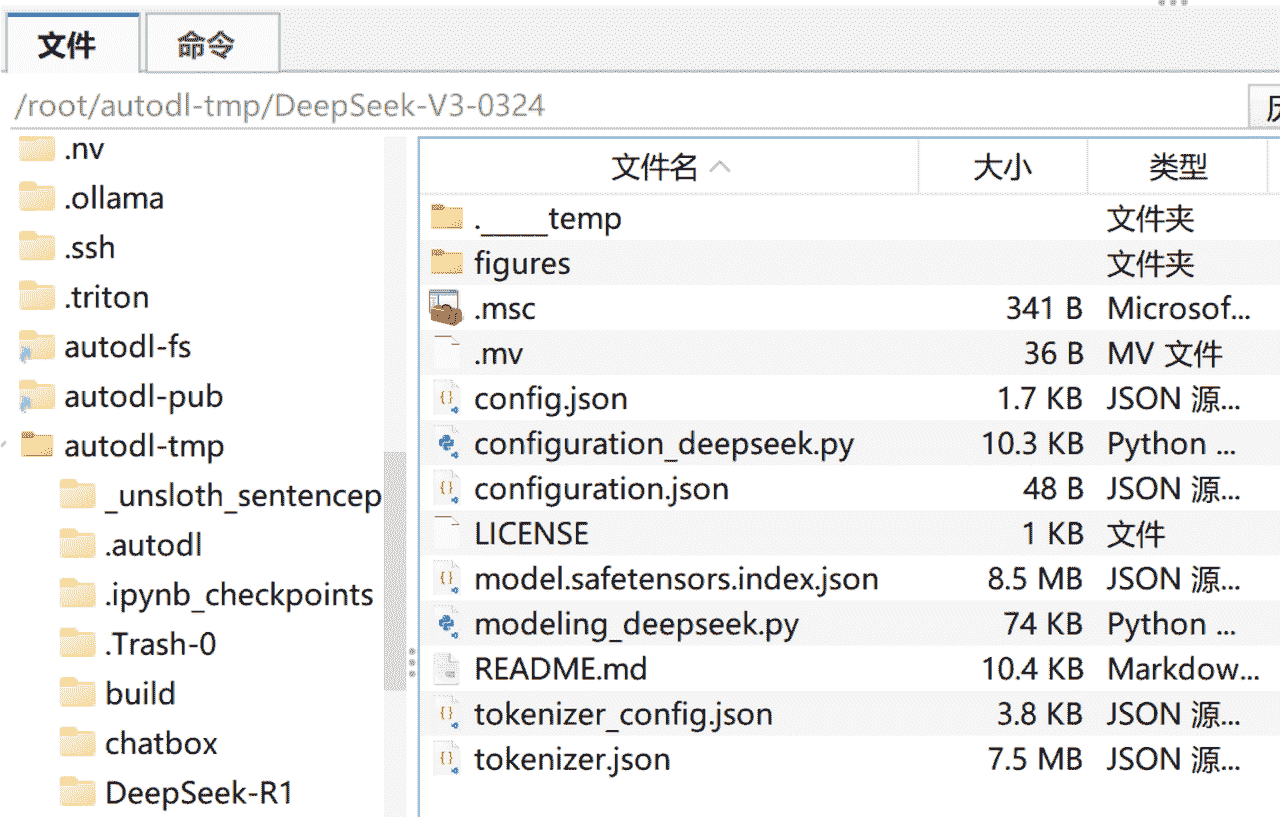 文件 命令
/root/autodl-tmp/DeepSeek-V3-0324
.nv
.ollama
.ssh
.triton
autodl-fs
autodl-pub
autodl-tmp
_unsloth_sentencep
.autodl
.ipynb_checkpoints
.Trash-0
build
chatbox
DeepSeek-R1
文件名 大小 类型
._____temp 文件夹
figures 文件夹
.msc 341 B Microsof...
.mv 36 B MV 文件
config.json 1.7 KB JSON 源...
configuration_deepseek.py 10.3 KB Python ...
configuration.json 48 B JSON 源...
LICENSE 1 KB 文件
model.safetensors.index.json 8.5 MB JSON 源...
modeling_deepseek.py 74 KB Python ...
README.md 10.4 KB Markdow...
tokenizer_config.json 3.8 KB JSON 源...
tokenizer.json 7.5 MB JSON 源...